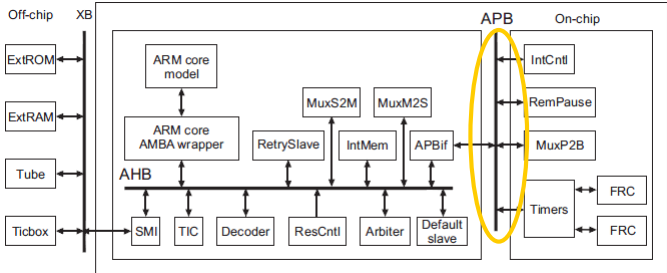 Off-chip
XB
APB
On-chip
ExtROM
ExtRAM
Tube
Ticbox
ARM core
model
ARM core
AMBA wrapper
MuxS2M
MuxM2S
RetrySlave
IntMem
APBif
AHB
SMI
TIC
Decoder
ResCntl
Arbiter
Default
slave
IntCntl
RemPause
MuxP2B
Timers
FRC
FRC